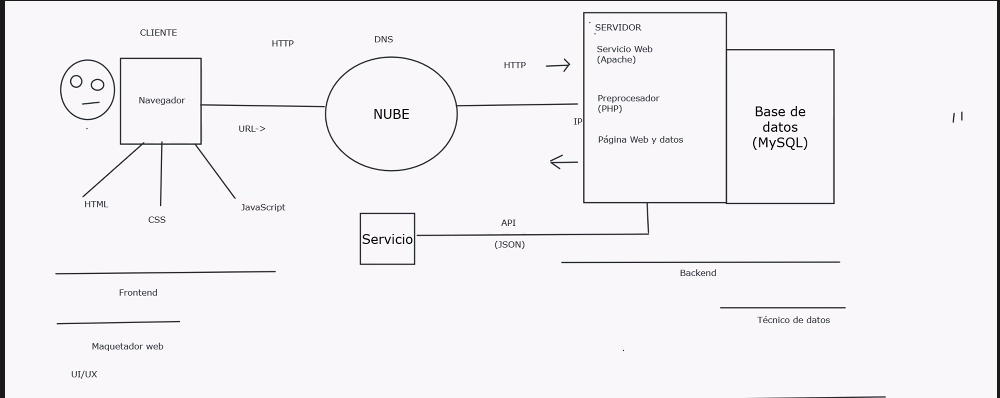 CLIENTE
HTTP
DNS
SERVIDOR
Servicio Web
(Apache)
HTTP
Navegador
Preprocesador
(PHP)
NUBE
Base de
datos
(MySQL)
URL->
IP
Página Web y datos
HTML
CSS
JavaScript
Servicio
API
(JSON)
Backend
Frontend
Técnico de datos
Maquetador web
UI/UX